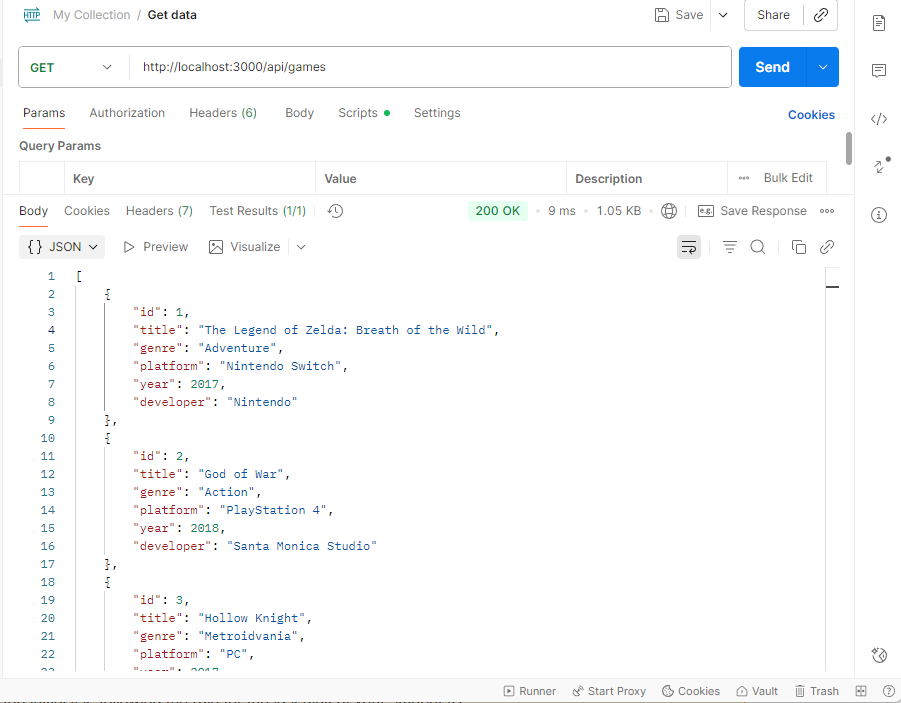 HTTP My Collection / Get data Save Share
GET http://localhost:3000/api/games Send
Params Authorization Headers (6) Body Scripts Settings Cookies
Query Params
Key Value Description Bulk Edit
Body Cookies Headers (7) Test Results (1/1) 200 OK 9 ms 1.05 KB e.g. Save Response
{} JSON Preview Visualize
1 [
2 {
3 "id": 1,
4 "title": "The Legend of Zelda: Breath of the Wild",
5 "genre": "Adventure",
6 "platform": "Nintendo Switch",
7 "year": 2017,
8 "developer": "Nintendo"
9 },
10 {
11 "id": 2,
12 "title": "God of War",
13 "genre": "Action",
14 "platform": "PlayStation 4",
15 "year": 2018,
16 "developer": "Santa Monica Studio"
17 },
18 {
19 "id": 3,
20 "title": "Hollow Knight",
21 "genre": "Metroidvania",
22 "platform": "PC",
23 "year": 2017
Runner Start Proxy Cookies Vault Trash